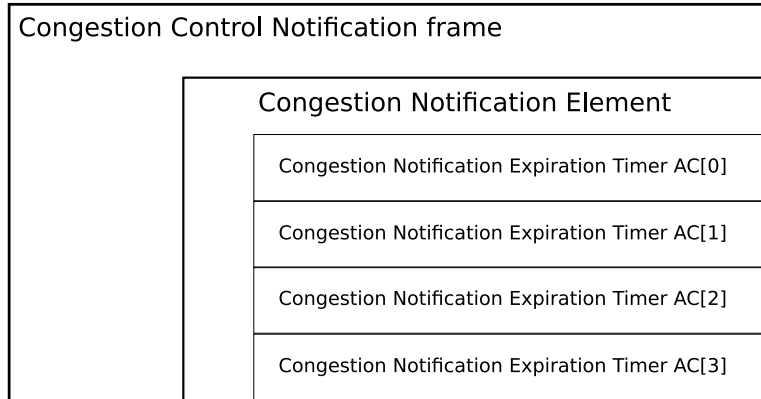 Congestion Control Notification frame
Congestion Notification Element
Congestion Notification Expiration Timer AC[0]
Congestion Notification Expiration Timer AC[1]
Congestion Notification Expiration Timer AC[2]
Congestion Notification Expiration Timer AC[3]